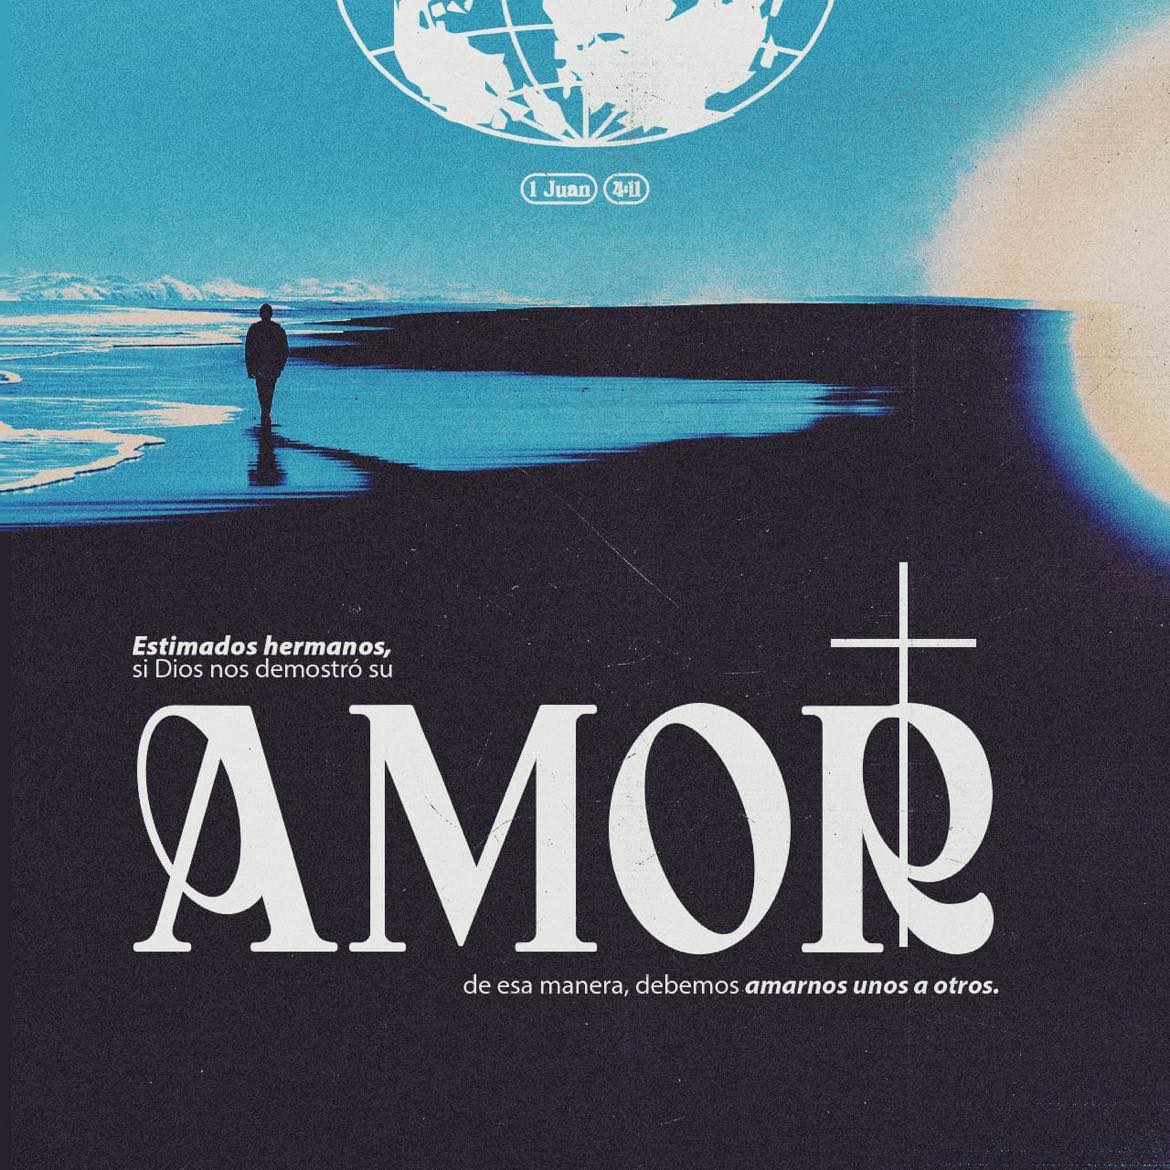 1 Juan 4:11
Estimados hermanos,
si Dios nos demostró su
AMOR
de esa manera, debemos amarnos unos a otros.